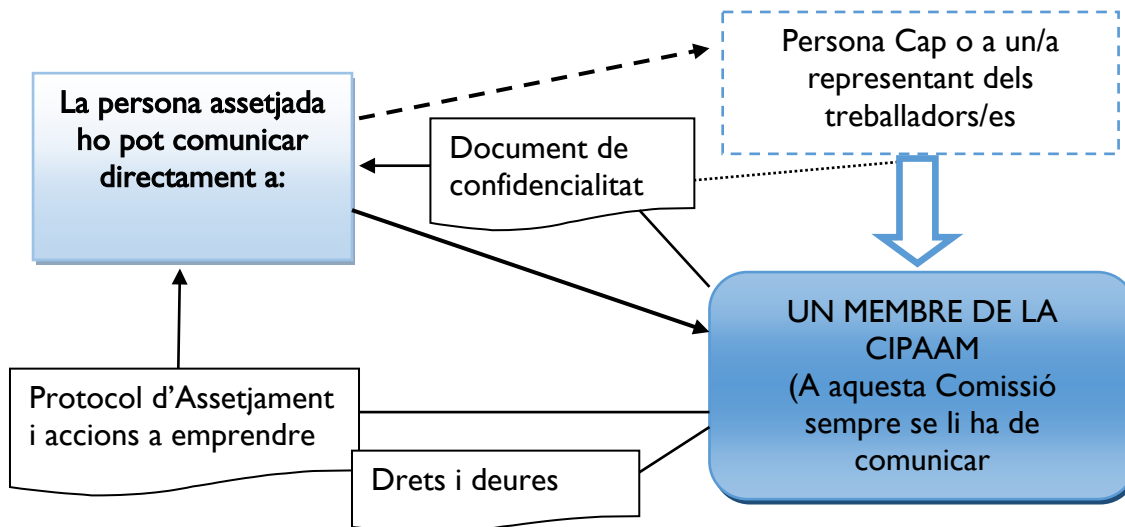 Persona Cap o a un/a
representant dels
treballadors/es
La persona assetjada
ho pot comunicar
directament a:
Document de
confidencialitat
UN MEMBRE DE LA
CIPAAM
(A aquesta Comissió
sempre se li ha de
comunicar
Protocol d’Assetjament
i accions a emprendre
Drets i deures